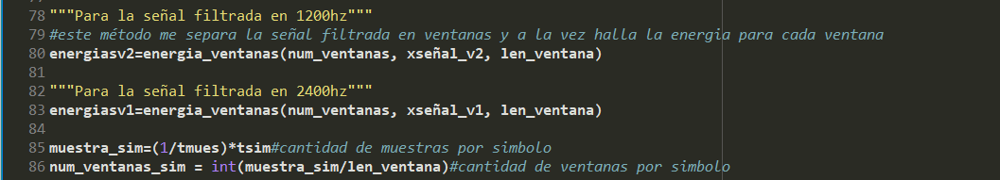 78 """Para la señal filtrada en 1200hz"""
79 #este método me separa la señal filtrada en ventanas y a la vez halla la energia para cada ventana
80 energiasv2=energia_ventanas(num_ventanas, xseñal_v2, len_ventana)
81
82 """Para la señal filtrada en 2400hz"""
83 energiasv1=energia_ventanas(num_ventanas, xseñal_v1, len_ventana)
84
85 muestra_sim=(1/tmues)*tsim#cantidad de muestras por simbolo
86 num_ventanas_sim = int(muestra_sim/len_ventana)#cantidad de ventanas por simbolo